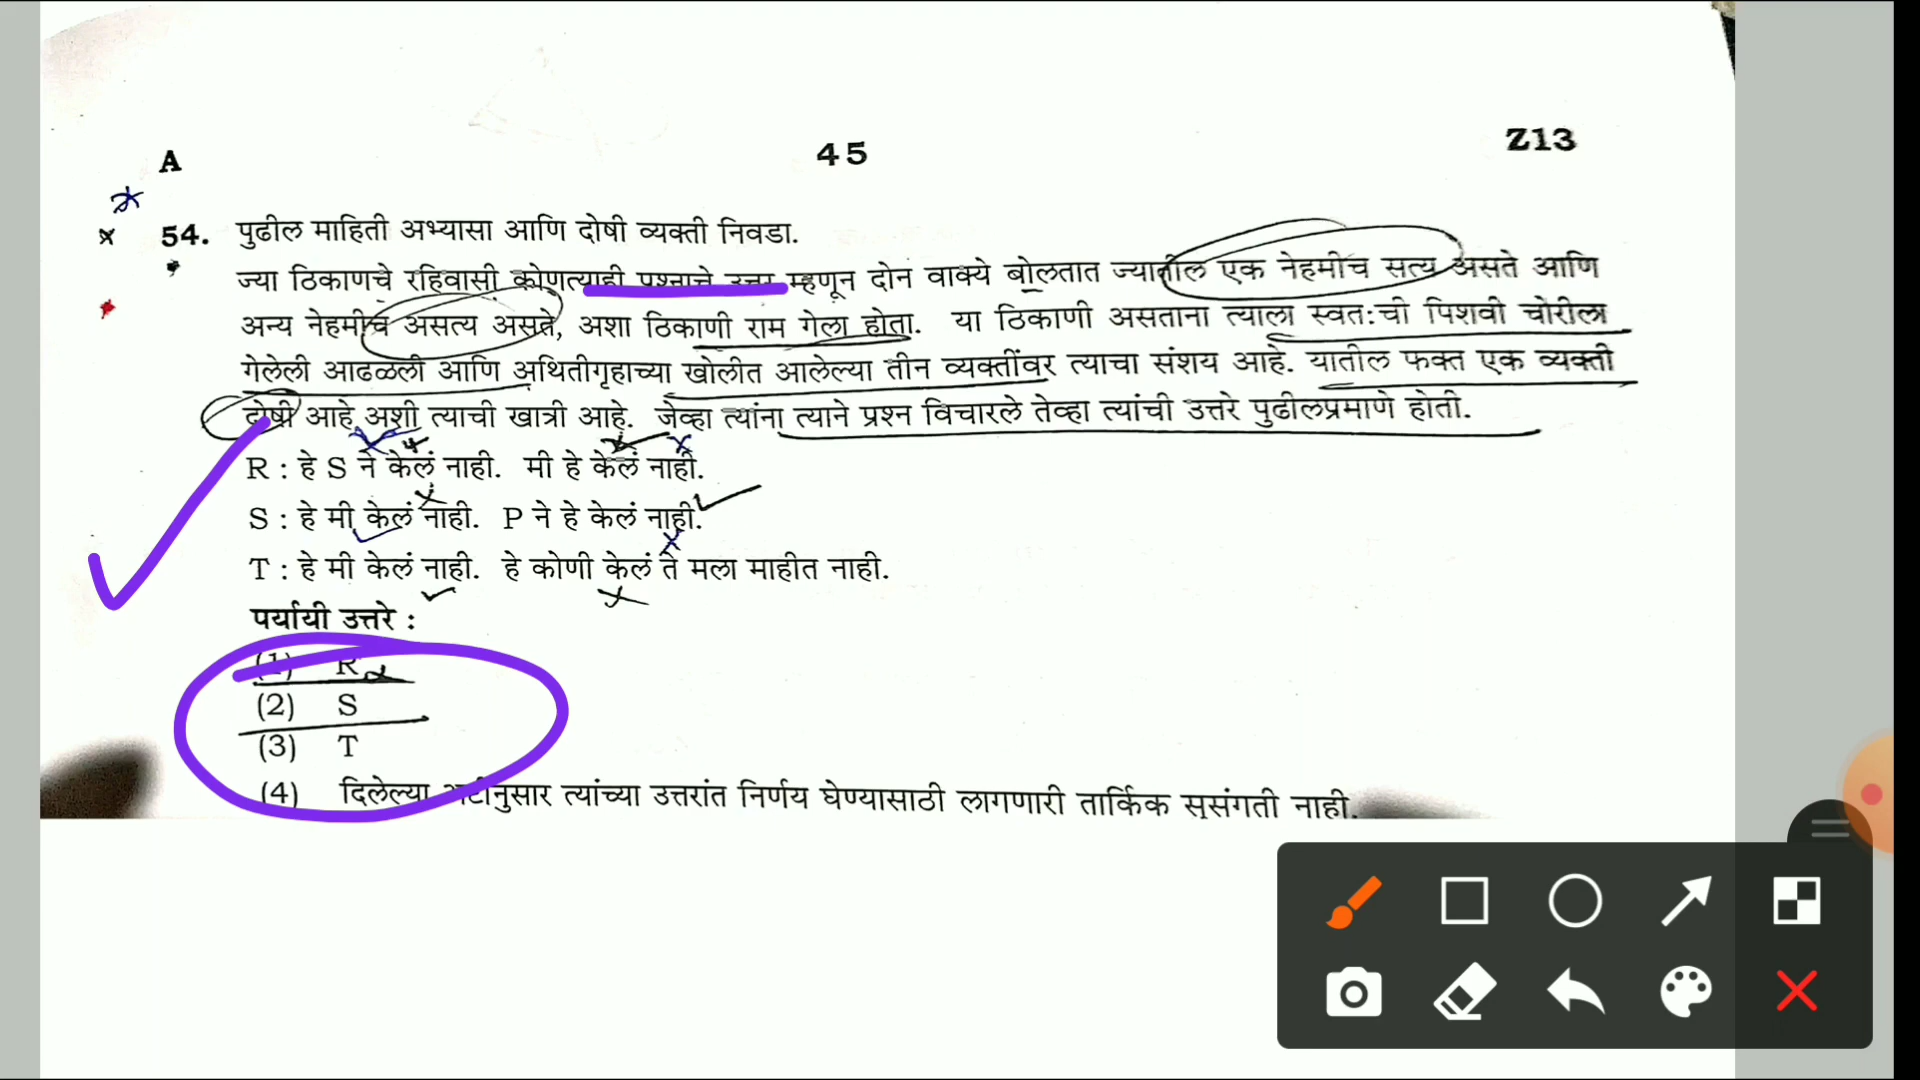 A
45
Z13
54. पुढील माहिती अभ्यासा आणि दोषी व्यक्ती निवडा.
ज्या ठिकाणचे रहिवासी कोणत्याही प्रश्नाचे उत्तर म्हणून दोन वाक्ये बोलतात ज्यातील एक नेहमीच सत्य असते आणि
अन्य नेहमीच असत्य असते, अशा ठिकाणी राम गेला होता. या ठिकाणी असताना त्याला स्वतःची पिशवी चोरीला
गेलेली आढळली आणि अथितीगृहाच्या खोलीत आलेल्या तीन व्यक्तींवर त्याचा संशय आहे. यातील फक्त एक व्यक्ती
दोषी आहे अशी त्याची खात्री आहे. जेव्हा त्यांना त्याने प्रश्न विचारले तेव्हा त्यांची उत्तरे पुढीलप्रमाणे होती.
R : हे S ने केलं नाही. मी हे केलं नाही.
S : हे मी केलं नाही. P ने हे केलं नाही.
T : हे मी केलं नाही. हे कोणी केलं ते मला माहीत नाही.
पर्यायी उत्तरे :
(1) R
(2) S
(3) T
(4) दिलेल्या अटींनुसार त्यांच्या उत्तरांत निर्णय घेण्यासाठी लागणारी तार्किक सुसंगती नाही.